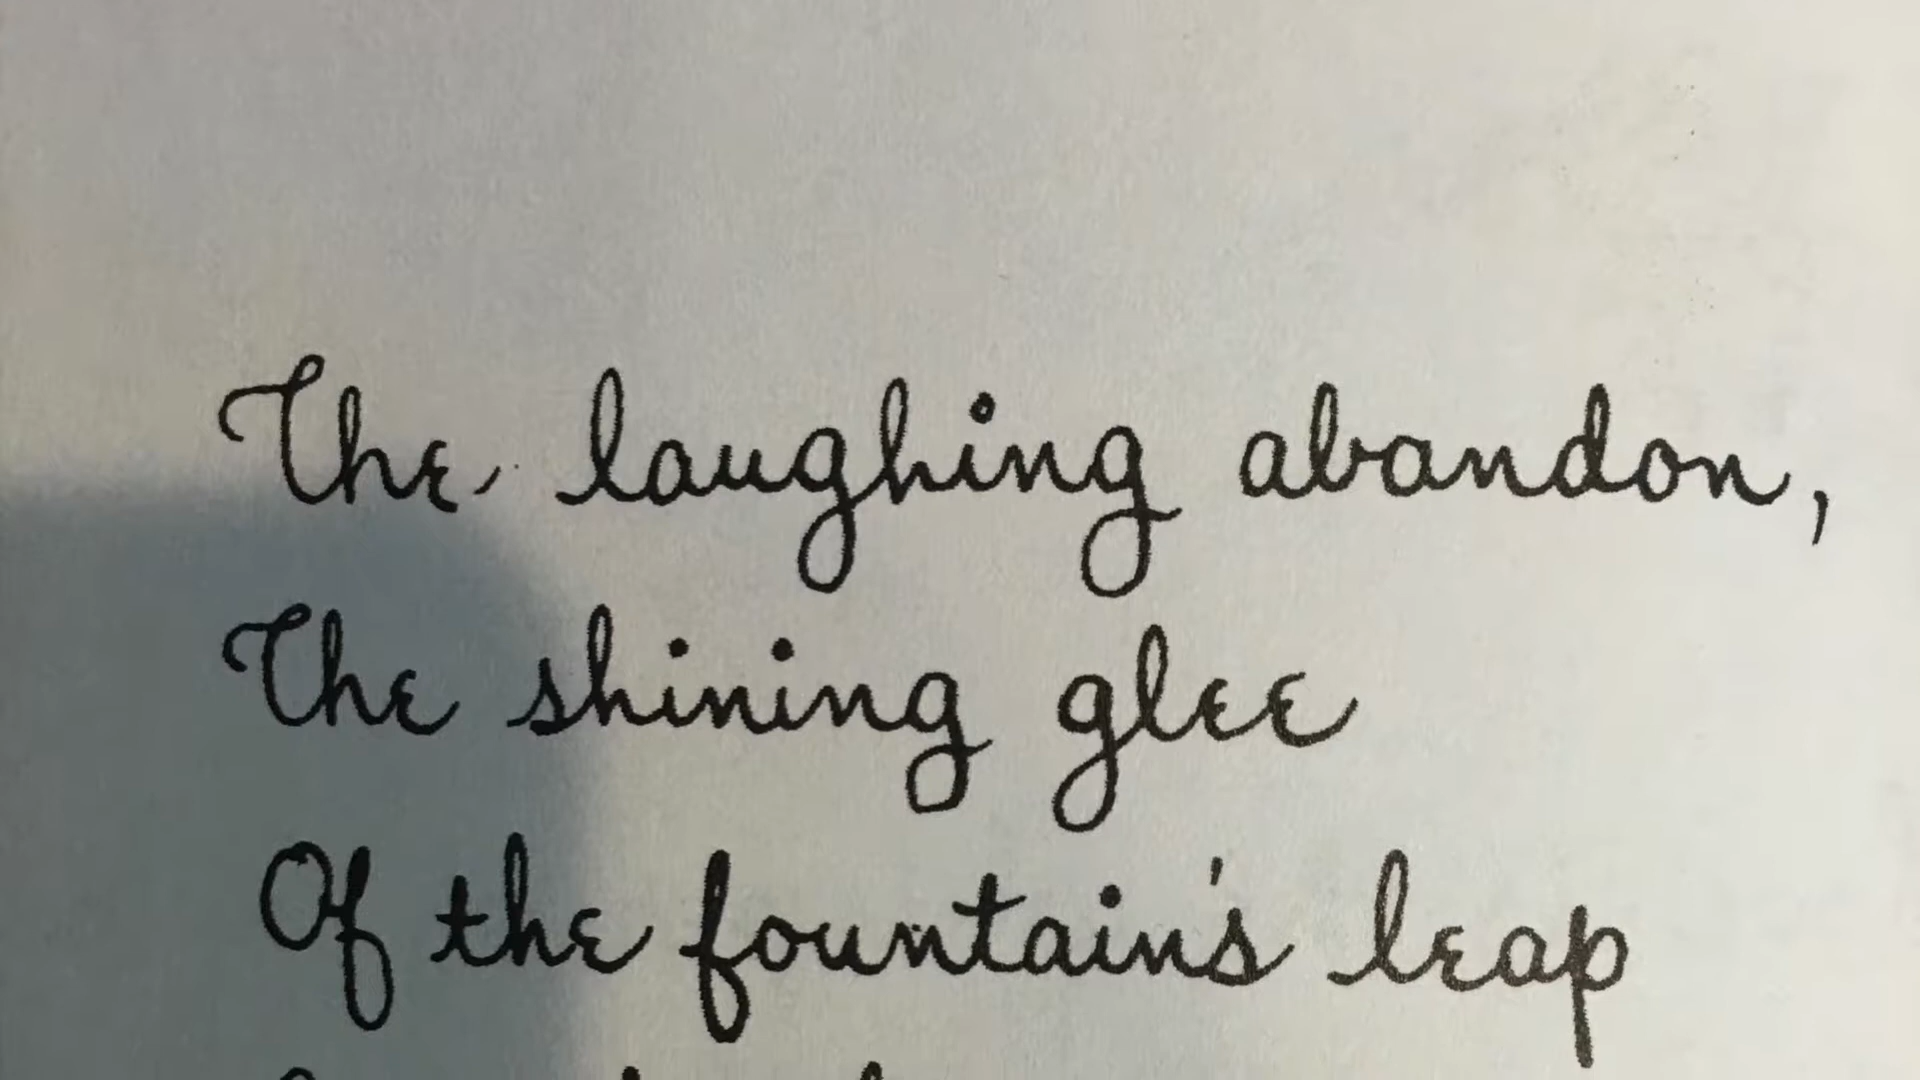 The laughing abandon,
The shining glee
Of the fountain's leap